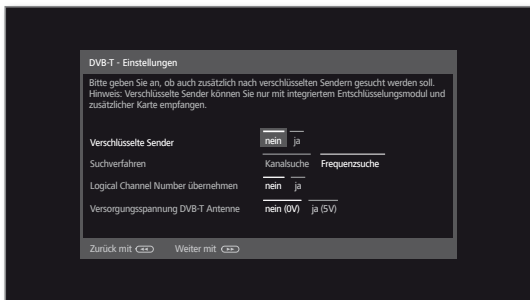 DVB-T - Einstellungen
Bitte geben Sie an, ob auch zusätzlich nach verschlüsselten Sendern gesucht werden soll.
Hinweis: Verschlüsselte Sender können Sie nur mit integriertem Entschlüsselungsmodul und
zusätzlicher Karte empfangen.
Verschlüsselte Sender nein ja
Suchverfahren Kanalsuche Frequenzsuche
Logical Channel Number übernehmen nein ja
Versorgungsspannung DVB-T Antenne nein (0V) ja (5V)
Zurück mit Weiter mit